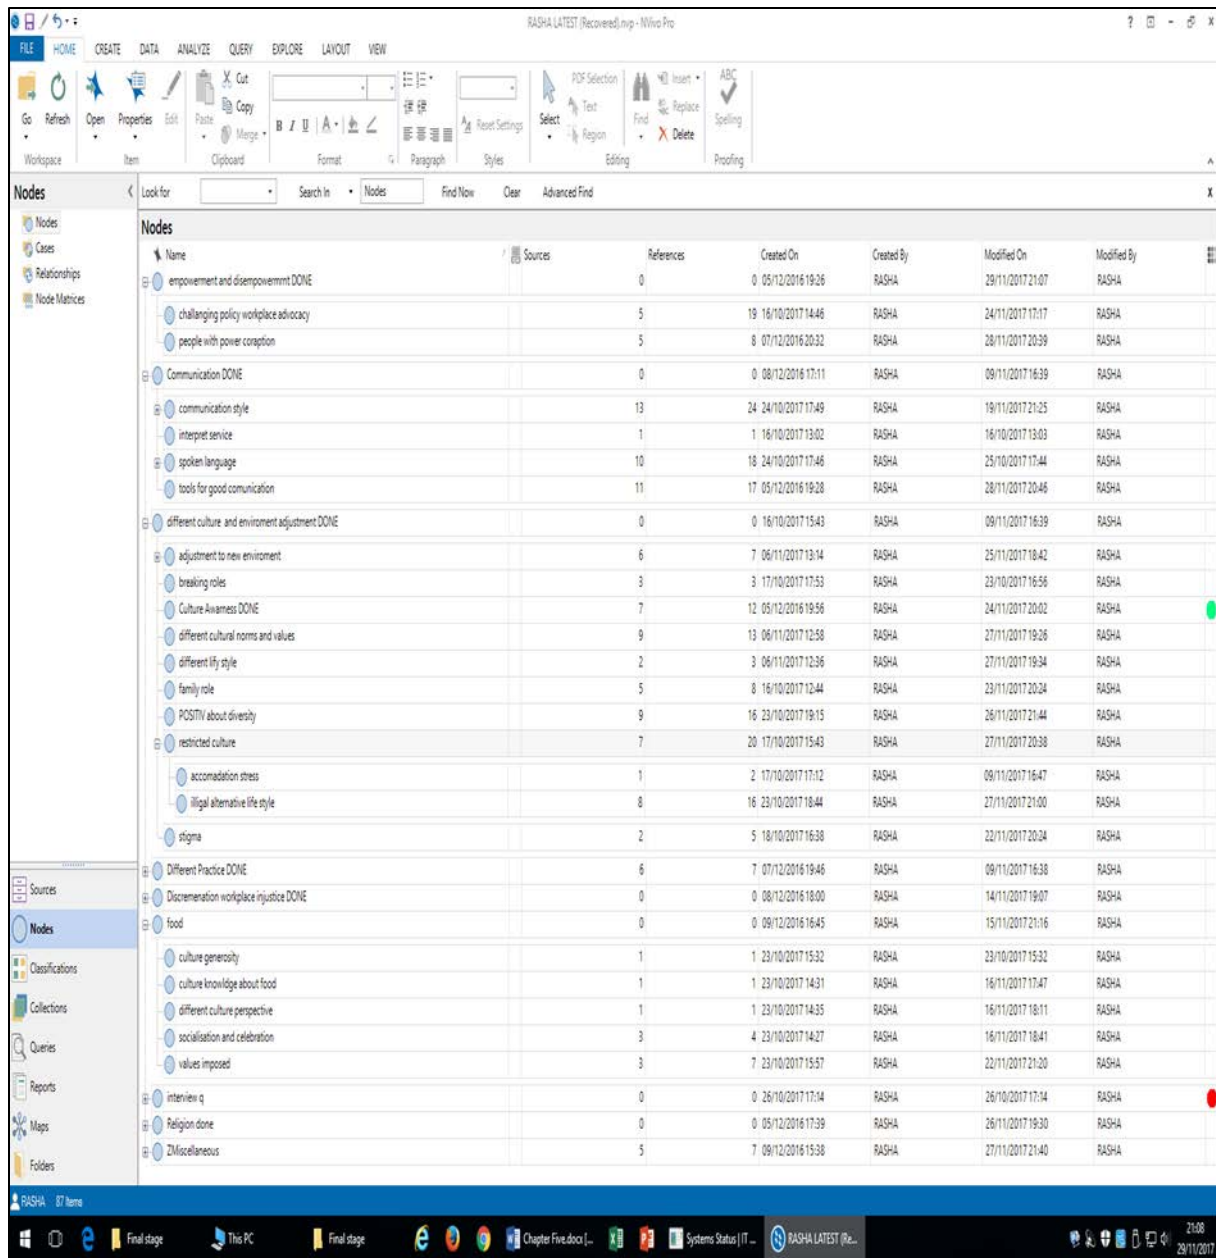 RASHA LATEST (Recovered).nvp - NVivo Pro
FILE HOME CREATE DATA ANALYZE QUERY EXPLORE LAYOUT VIEW
Go Refresh Open Properties Edit Paste Cut Copy Merge B I U A Reset Settings Select PDF Selection Text Region Find Insert Replace Delete ABC Spelling
Workspace Item Clipboard Format Paragraph Styles Editing Proofing
Nodes Look for Search In Nodes Find Now Clear Advanced Find
Nodes
Cases
Relationships
Node Matrices
Nodes
Name Sources References Created On Created By Modified On Modified By
empowerment and disempowermrnt DONE 0 0 05/12/2016 19:26 RASHA 29/11/2017 21:07 RASHA
challanging policy workplace advocacy 5 19 16/10/2017 14:46 RASHA 24/11/2017 17:17 RASHA
people with power coraption 5 8 07/12/2016 20:32 RASHA 28/11/2017 20:39 RASHA
Communication DONE 0 0 08/12/2016 17:11 RASHA 09/11/2017 16:39 RASHA
communication style 13 24 24/10/2017 17:49 RASHA 19/11/2017 21:25 RASHA
interpret service 1 1 16/10/2017 13:02 RASHA 16/10/2017 13:03 RASHA
spoken language 10 18 24/10/2017 17:46 RASHA 25/10/2017 17:44 RASHA
tools for good comunication 11 17 05/12/2016 19:28 RASHA 28/11/2017 20:46 RASHA
different culture and enviroment adjustment DONE 0 0 16/10/2017 15:43 RASHA 09/11/2017 16:39 RASHA
adjustment to new enviroment 6 7 06/11/2017 13:14 RASHA 25/11/2017 18:42 RASHA
breaking roles 3 3 17/10/2017 17:53 RASHA 23/10/2017 16:56 RASHA
Culture Awarness DONE 7 12 05/12/2016 19:56 RASHA 24/11/2017 20:02 RASHA
different cultural norms and values 9 13 06/11/2017 12:58 RASHA 27/11/2017 19:26 RASHA
different lify style 2 3 06/11/2017 12:36 RASHA 27/11/2017 19:34 RASHA
family role 5 8 16/10/2017 12:44 RASHA 23/11/2017 20:24 RASHA
POSITIV about diversity 9 16 23/10/2017 19:15 RASHA 26/11/2017 21:44 RASHA
restricted culture 7 20 17/10/2017 15:43 RASHA 27/11/2017 20:38 RASHA
accomadation stress 1 2 17/10/2017 17:12 RASHA 09/11/2017 16:47 RASHA
illigal alternative life style 8 16 23/10/2017 18:44 RASHA 27/11/2017 21:00 RASHA
stigma 2 5 18/10/2017 16:38 RASHA 22/11/2017 20:24 RASHA
Different Practice DONE 6 7 07/12/2016 19:46 RASHA 09/11/2017 16:38 RASHA
Discremenation workplace injustice DONE 0 0 08/12/2016 18:00 RASHA 14/11/2017 19:07 RASHA
food 0 0 09/12/2016 16:45 RASHA 15/11/2017 21:16 RASHA
culture generosity 1 1 23/10/2017 15:32 RASHA 23/10/2017 15:32 RASHA
culture knowldge about food 1 1 23/10/2017 14:31 RASHA 16/11/2017 17:47 RASHA
different culture perspective 1 1 23/10/2017 14:35 RASHA 16/11/2017 18:11 RASHA
socialisation and celebration 3 4 23/10/2017 14:27 RASHA 16/11/2017 18:41 RASHA
values imposed 3 7 23/10/2017 15:57 RASHA 22/11/2017 21:20 RASHA
interview q 0 0 26/10/2017 17:14 RASHA 26/10/2017 17:14 RASHA
Religion done 0 0 05/12/2016 17:39 RASHA 26/11/2017 19:30 RASHA
ZMiscellaneous 5 7 09/12/2016 15:38 RASHA 27/11/2017 21:40 RASHA
Sources
Nodes
Classifications
Collections
Queries
Reports
Maps
Folders
RASHA 87 Items
Final stage This PC Final stage Chapter Five.docx [... Systems Status | IT ... RASHA LATEST (Re... 21:08
29/11/2017